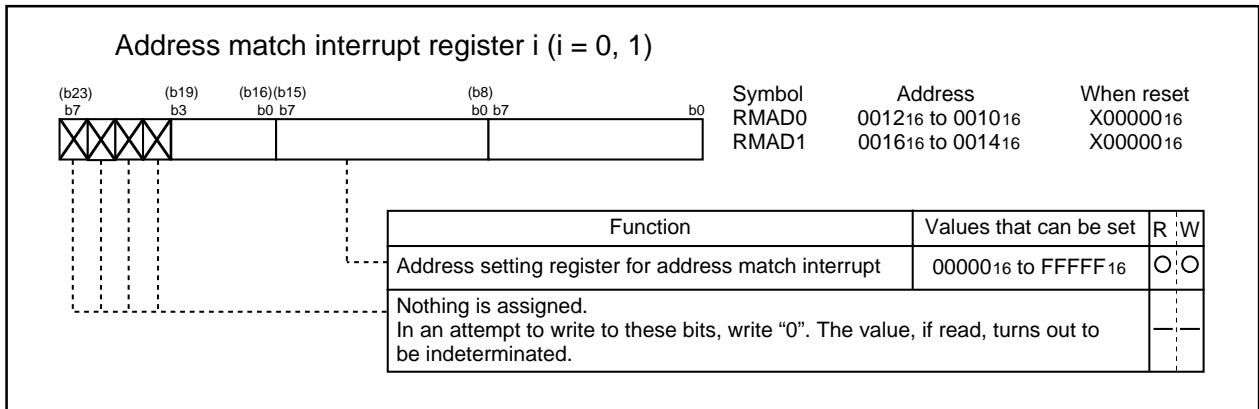 Address match interrupt register i (i = 0, 1)
(b23) (b19) (b16)(b15) (b8)
b7 b3 b0 b7 b0 b7 b0
Symbol Address When reset
RMAD0 001216 to 001016 X0000016
RMAD1 001616 to 001416 X0000016
Function Values that can be set R W
Address setting register for address match interrupt 0000016 to FFFFF16
Nothing is assigned.
In an attempt to write to these bits, write “0”. The value, if read, turns out to
be indeterminated.